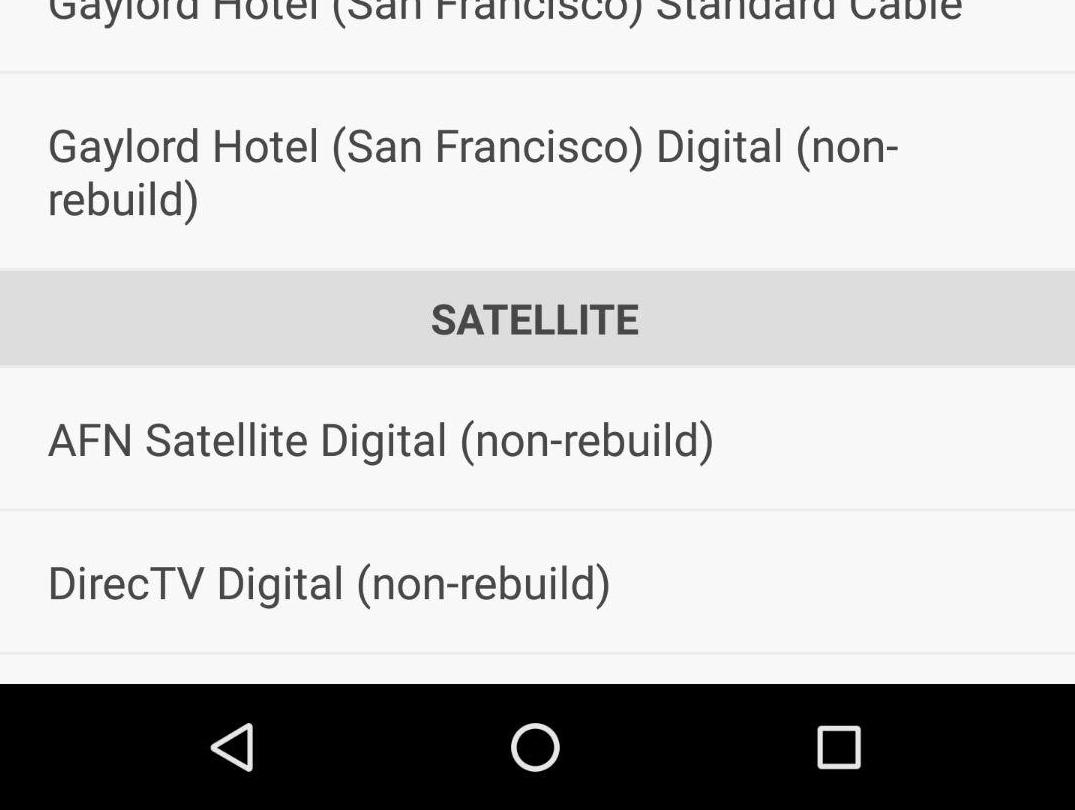 Gaylord Hotel (San Francisco) Standard Cable
Gaylord Hotel (San Francisco) Digital (non-
rebuild)
SATELLITE
AFN Satellite Digital (non-rebuild)
DirecTV Digital (non-rebuild)